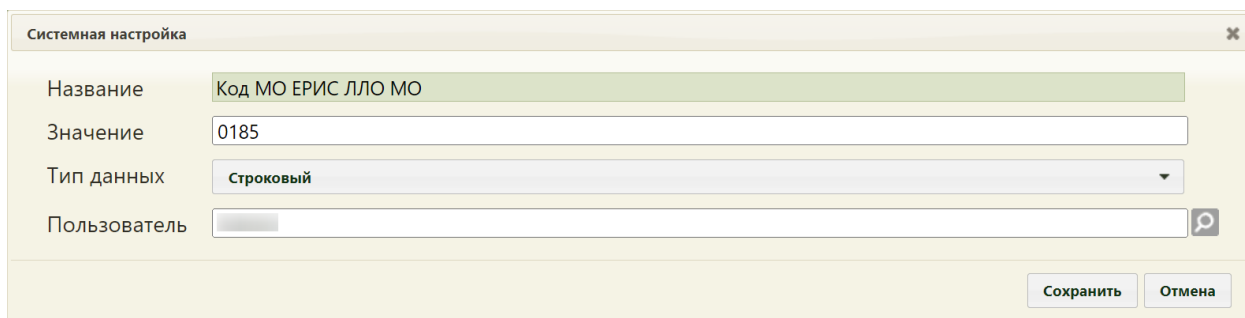 Системная настройка
Название Код МО ЕРИС ЛЛО МО
Значение 0185
Тип данных Строковый
Пользователь
Сохранить Отмена